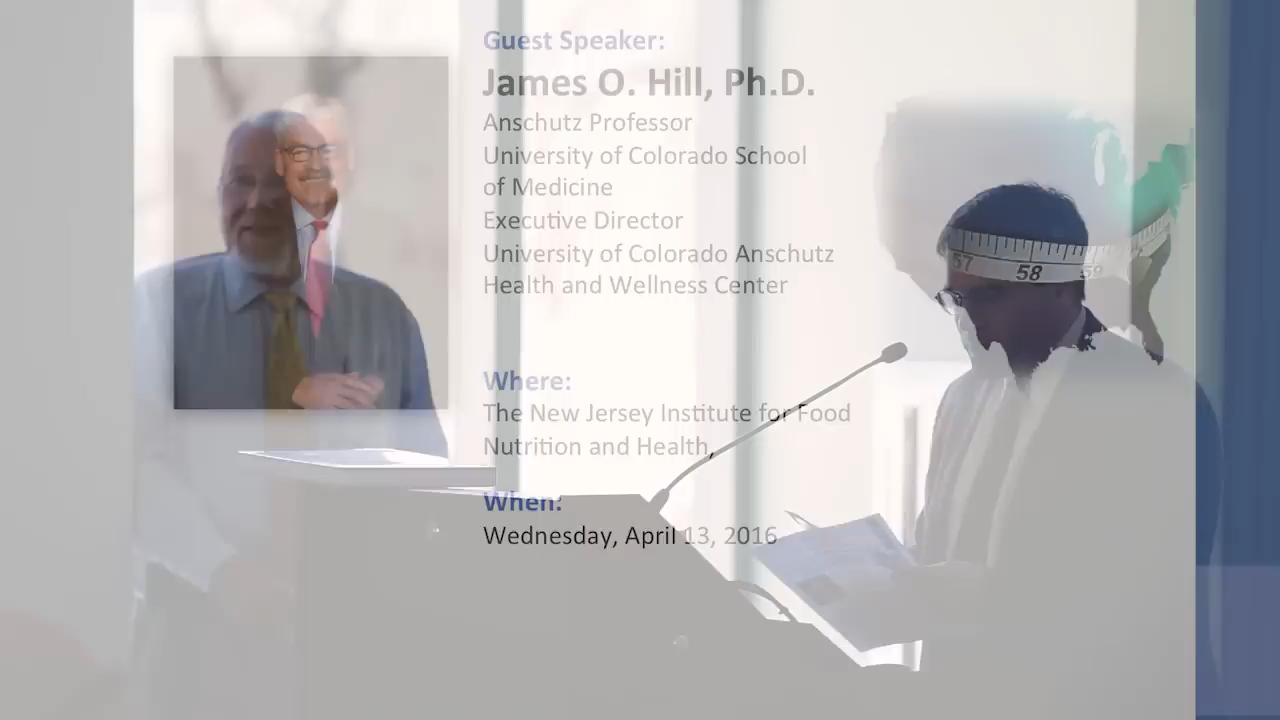 Guest Speaker:
James O. Hill, Ph.D.
Anschutz Professor
University of Colorado School
of Medicine
Executive Director
University of Colorado Anschutz
Health and Wellness Center
Where:
The New Jersey Institute for Food
Nutrition and Health,
When:
Wednesday, April 13, 2016
57 58 59